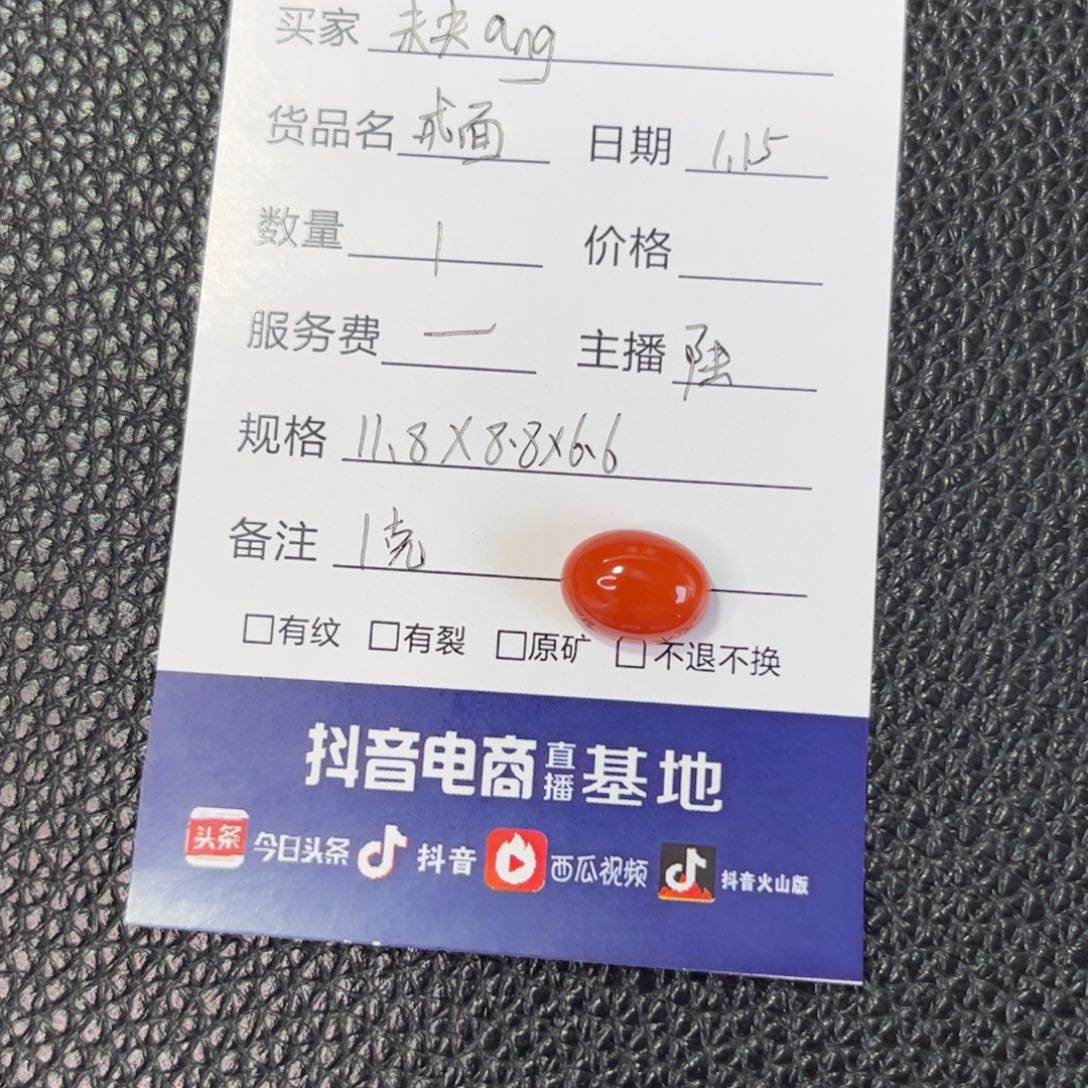 买家 未央ang
货品名 戒面 日期 1.15
数量 1 价格
服务费 一 主播 陆
规格 11.8X8.8x6.6
备注 1克
□有纹 □有裂 □原矿 □不退不换
抖音电商直播基地
头条 今日头条 抖音 西瓜视频 抖音火山版